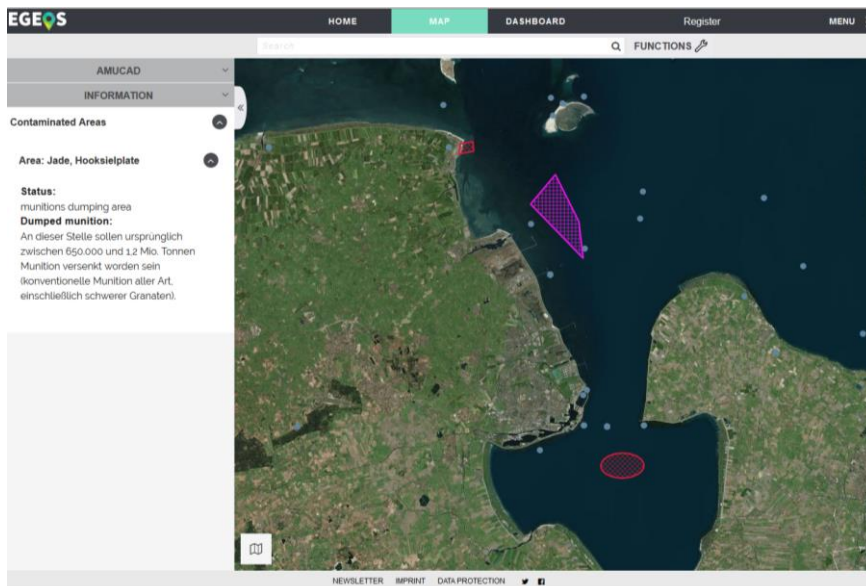 EGEOS
HOME
MAP
DASHBOARD
Register
MENU
Search
FUNCTIONS
AMUCAD
INFORMATION
Contaminated Areas
Area: Jade, Hooksielplate
Status:
munitions dumping area
Dumped munition:
An dieser Stelle sollen ursprünglich
zwischen 650.000 und 1,2 Mio. Tonnen
Munition versenkt worden sein
(konventionelle Munition aller Art,
einschließlich schwerer Granaten).
NEWSLETTER
IMPRINT
DATA PROTECTION